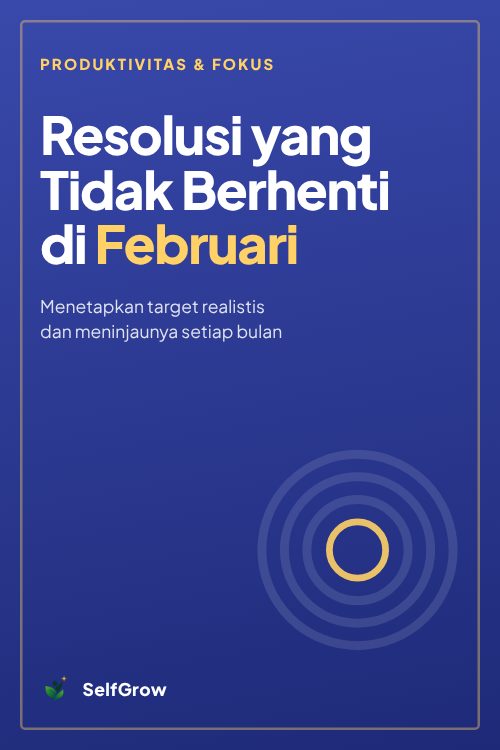 PRODUKTIVITAS & FOKUS
Resolusi yang
Tidak Berhenti
di Februari
Menetapkan target realistis
dan meninjaunya setiap bulan
SelfGrow